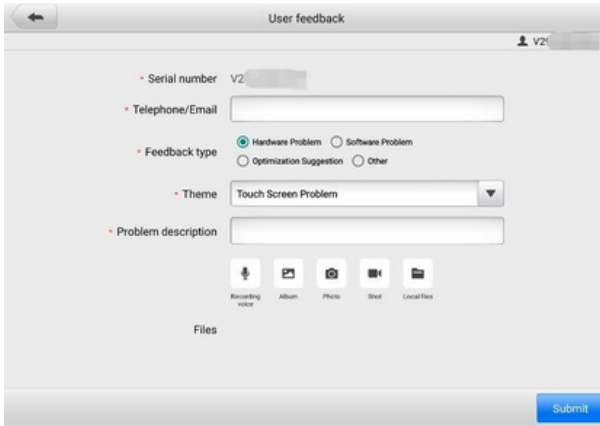 User feedback
V29
* Serial number V2
* Telephone/Email
* Feedback type Hardware Problem Software Problem
Optimization Suggestion Other
* Theme Touch Screen Problem
* Problem description
Recording voice Album Photo Shot Local files
Files
Submit